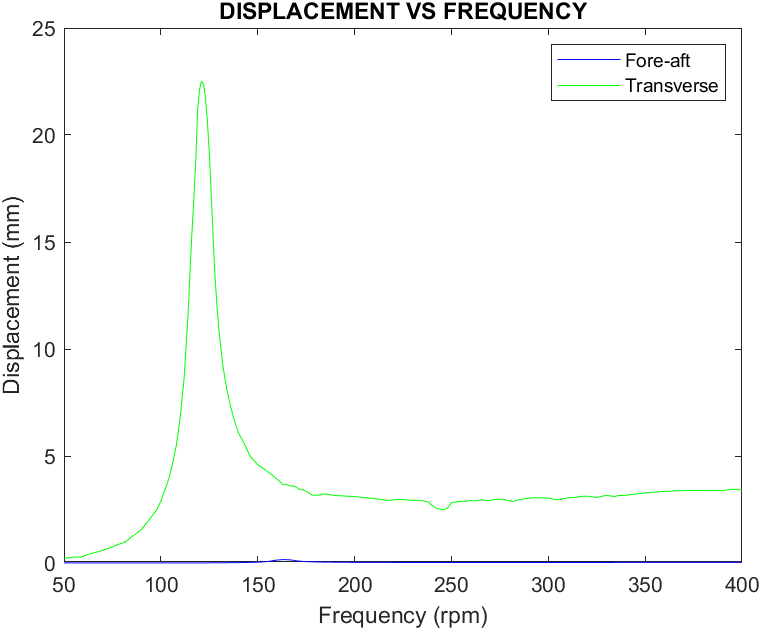 DISPLACEMENT VS FREQUENCY
25
Fore-aft
Transverse
20
15
Displacement (mm)
10
5
0
50 100 150 200 250 300 350 400
Frequency (rpm)